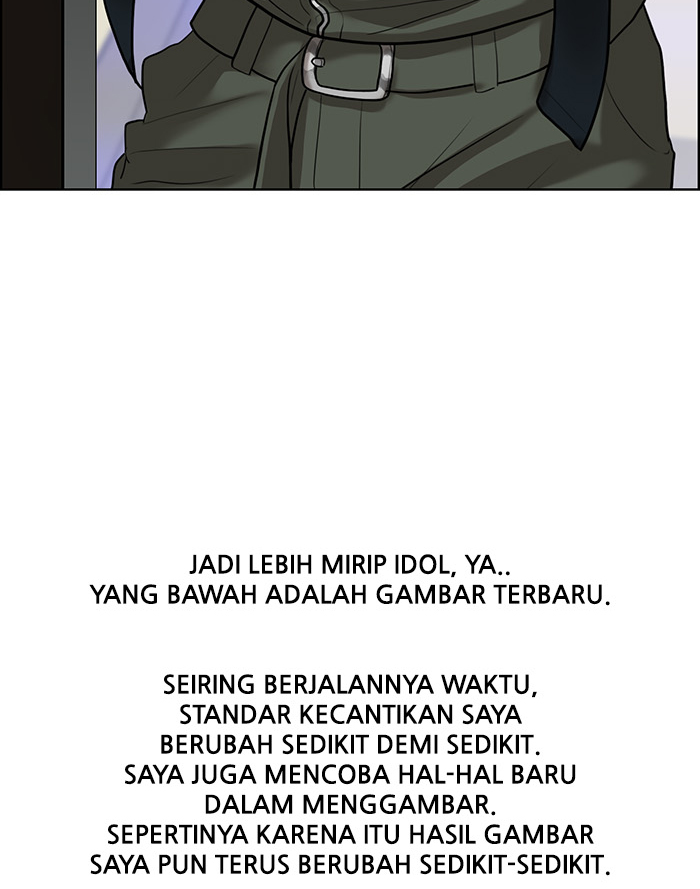 JADI LEBIH MIRIP IDOL, YA..
YANG BAWAH ADALAH GAMBAR TERBARU.
SEIRING BERJALANNYA WAKTU,
STANDAR KECANTIKAN SAYA
BERUBAH SEDIKIT DEMI SEDIKIT.
SAYA JUGA MENCOBA HAL-HAL BARU
DALAM MENGGAMBAR.
SEPERTINYA KARENA ITU HASIL GAMBAR
SAYA PUN TERUS BERUBAH SEDIKIT-SEDIKIT.